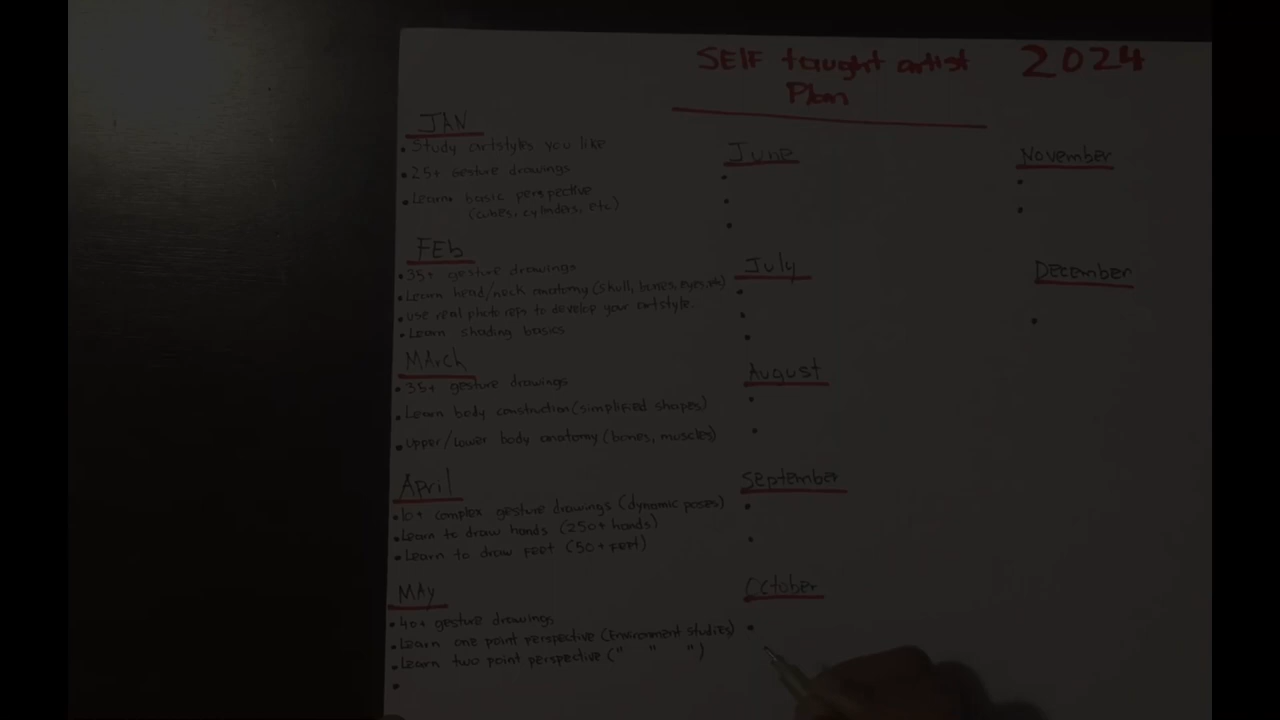 SELF taught artist 2024
Plan
JAN
• Study artstyles you like
• 25+ Gesture drawings
• Learn basic perspective
(cubes, cylinders, etc)
FEb
• 35+ gesture drawings
• Learn head/neck anatomy (skull, bones, eyes, etc)
• use real photo refs to develop your artstyle.
• Learn shading basics
MArch
• 35+ gesture drawings
• Learn body construction (simplified shapes)
• upper/lower body anatomy (bones, muscles)
April
• 10+ complex gesture drawings (dynamic poses)
• Learn to draw hands (250+ hands)
• Learn to draw feet (50+ feet)
MAy
• 40+ gesture drawings
• Learn one point perspective (Environment studies)
• Learn two point perspective (" " ")
•
June
•
•
•
July
•
•
•
August
•
•
September
•
•
October
•
November
•
•
December
•